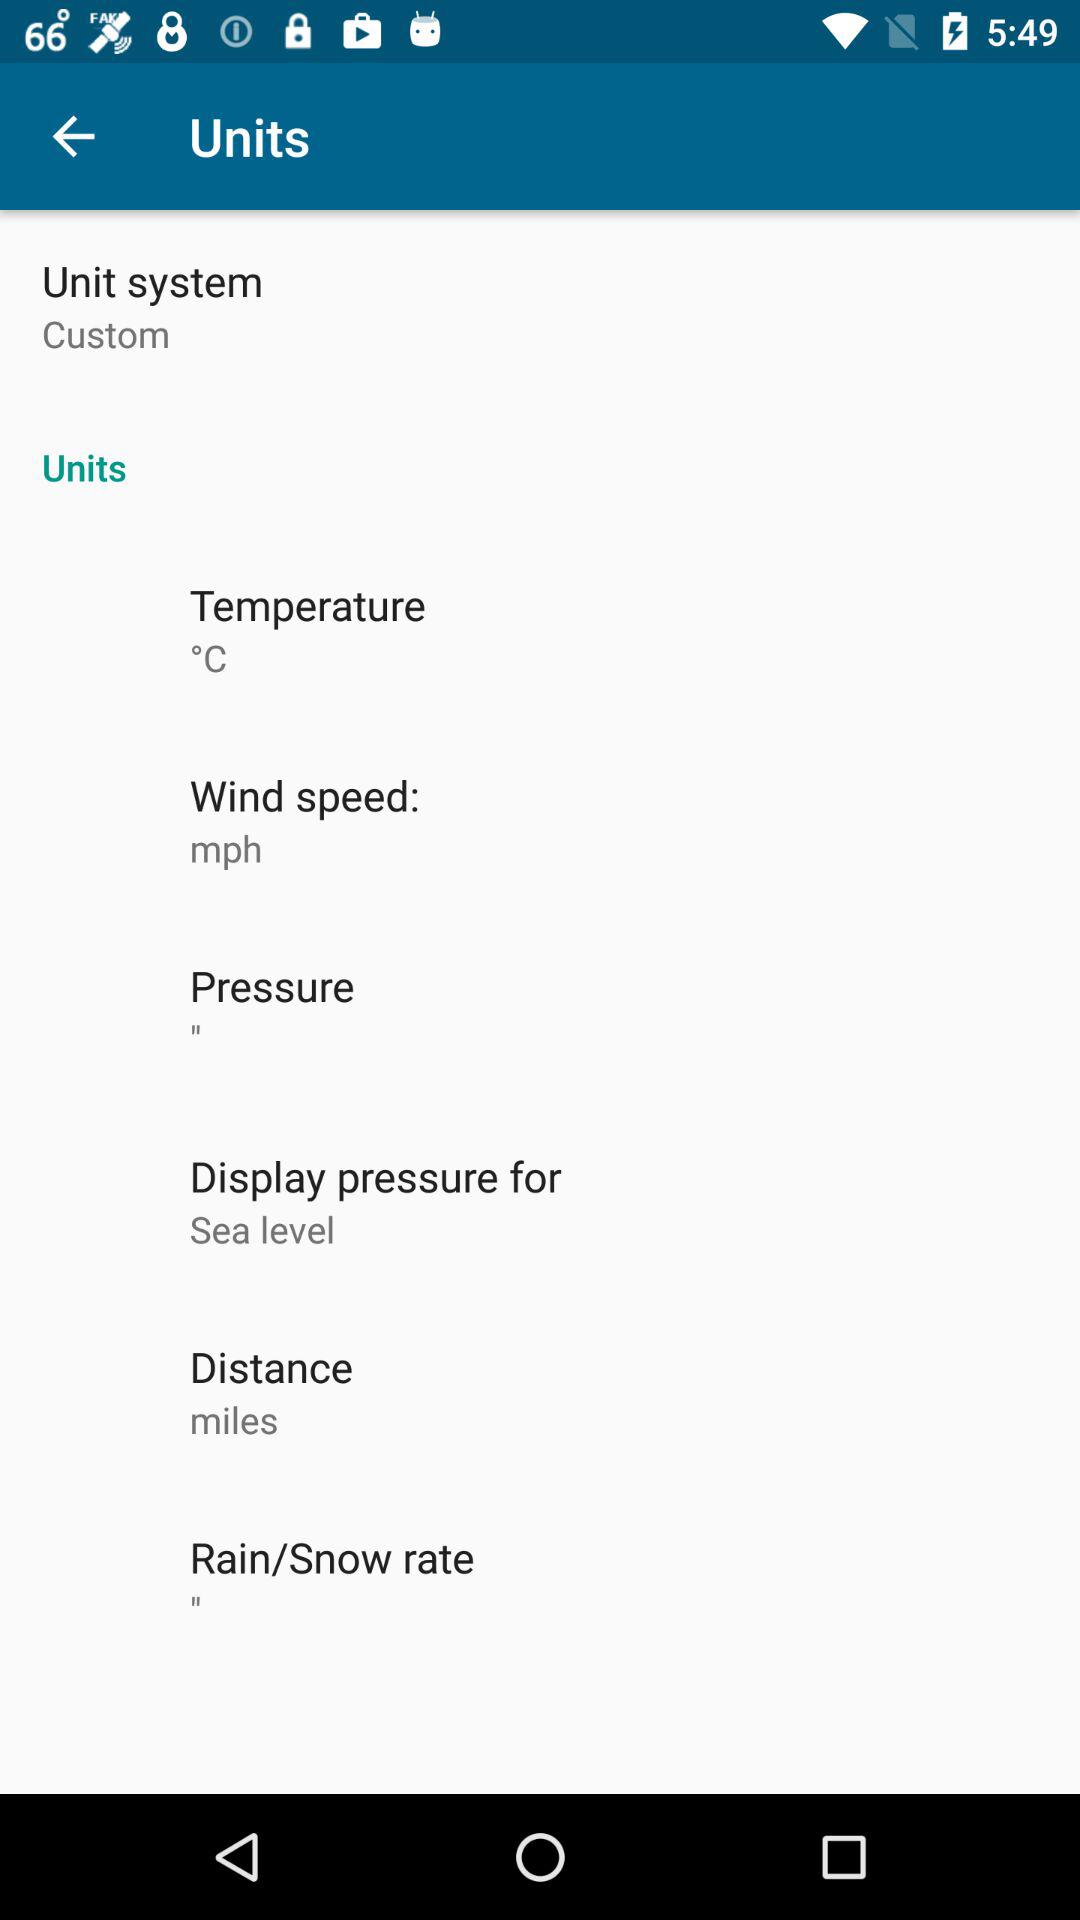 66°
FAKE
5:49
Units
Unit system
Custom
Units
Temperature
°C
Wind speed:
mph
Pressure
"
Display pressure for
Sea level
Distance
miles
Rain/Snow rate
"